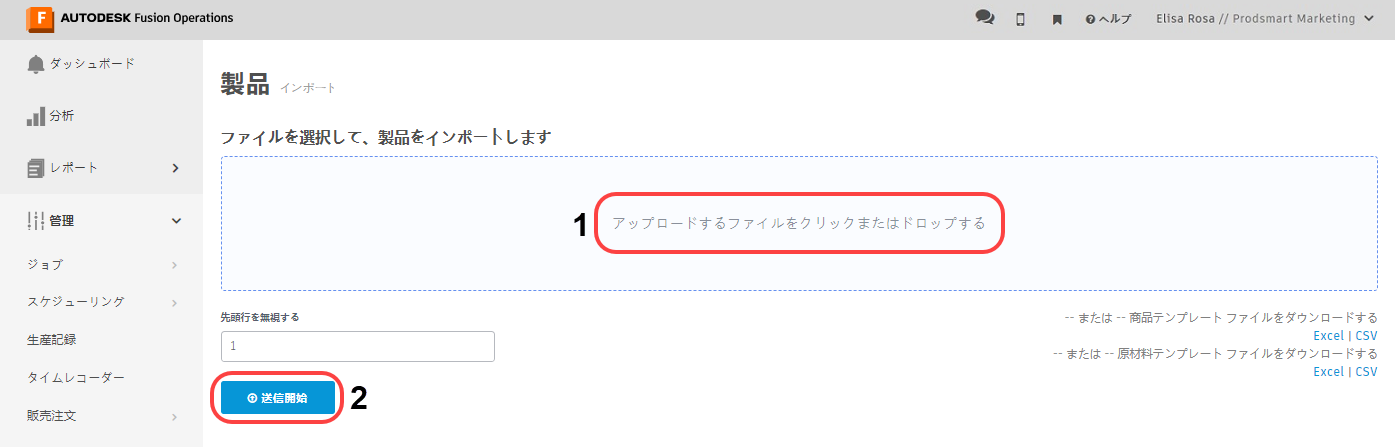 F AUTODESK Fusion Operations
ヘルプ
Elisa Rosa // Prodsmart Marketing
ダッシュボード
分析
レポート
管理
ジョブ
スケジューリング
生産記録
タイムレコーダー
販売注文
製品 インポート
ファイルを選択して、製品をインポートします
1 アップロードするファイルをクリックまたはドロップする
先頭行を無視する
1
送信開始 2
-- または -- 商品テンプレート ファイルをダウンロードする
Excel | CSV
-- または -- 原材料テンプレート ファイルをダウンロードする
Excel | CSV